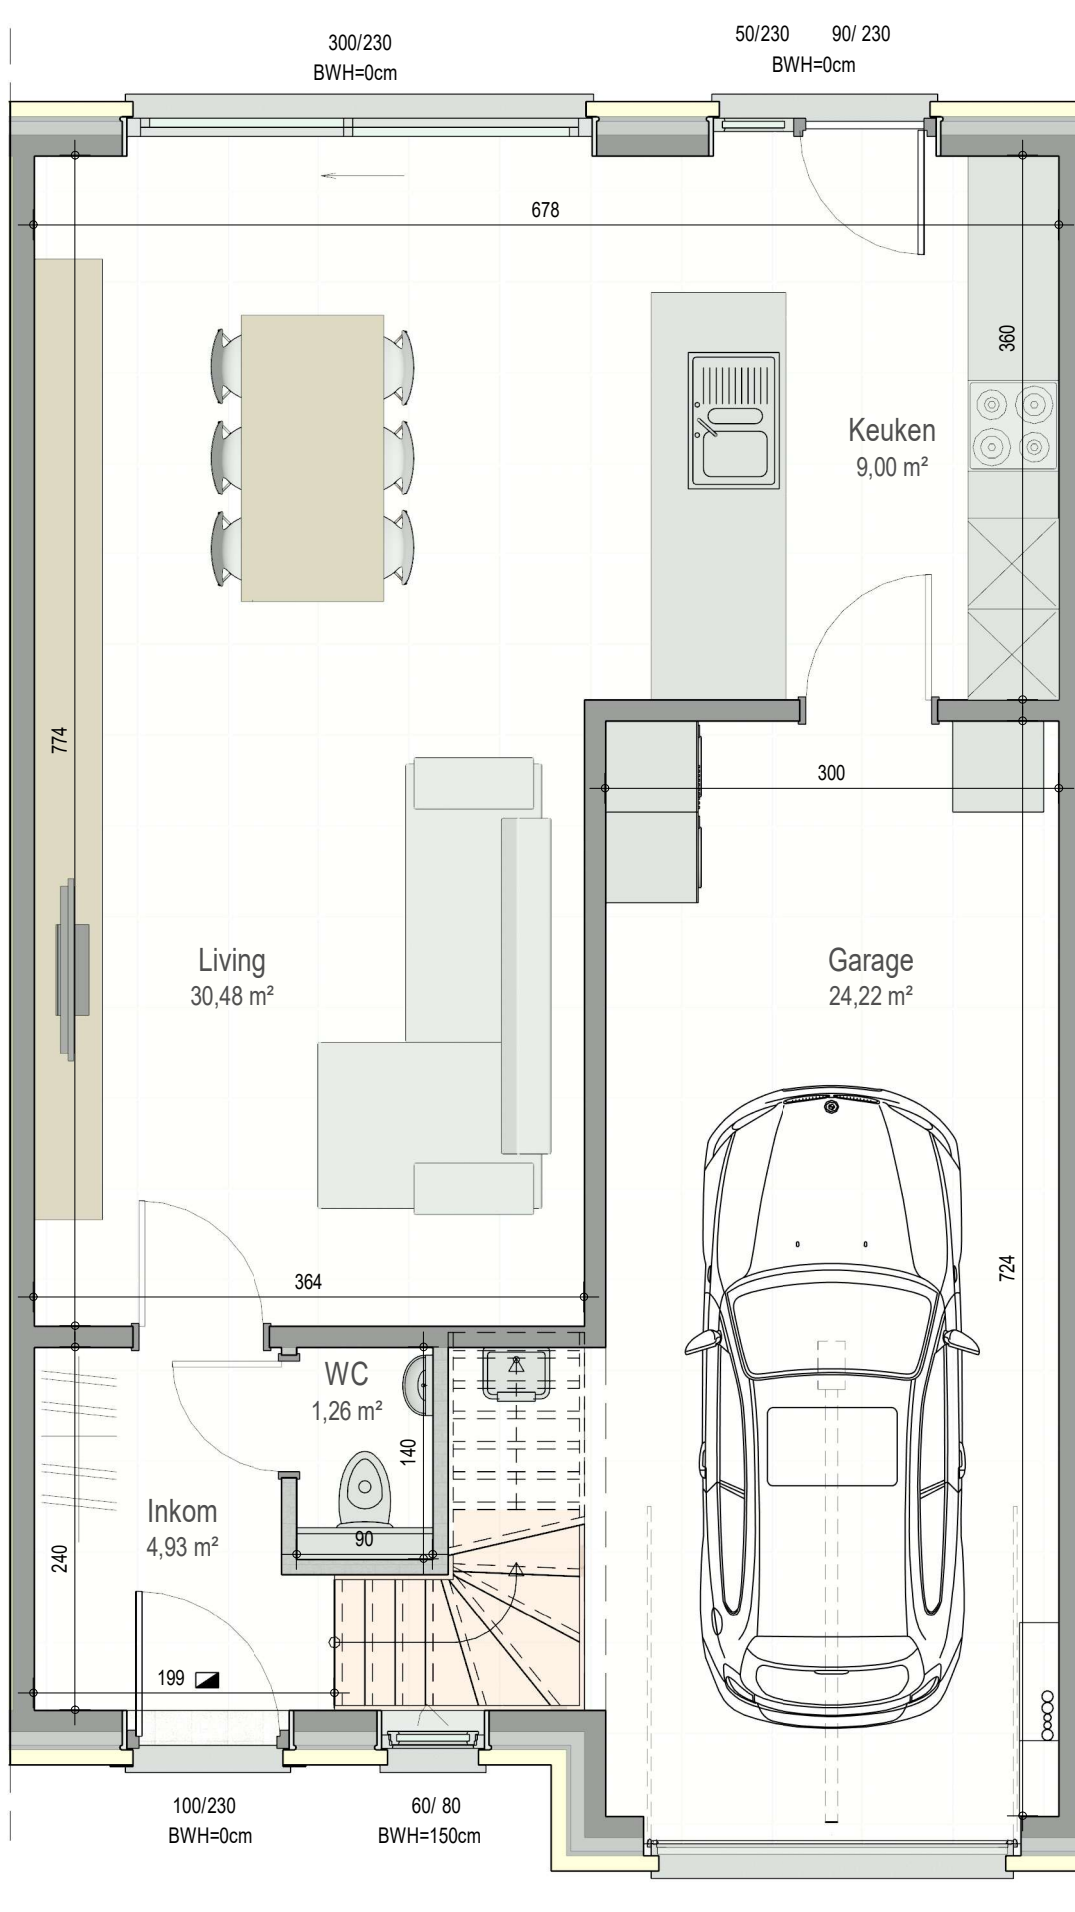 300/230
BWH=0cm
50/230
90/ 230
BWH=0cm
678
360
Keuken
9,00 m²
774
300
Living
30,48 m²
Garage
24,22 m²
724
364
WC
1,26 m²
140
Inkom
4,93 m²
90
240
199
100/230
BWH=0cm
60/ 80
BWH=150cm